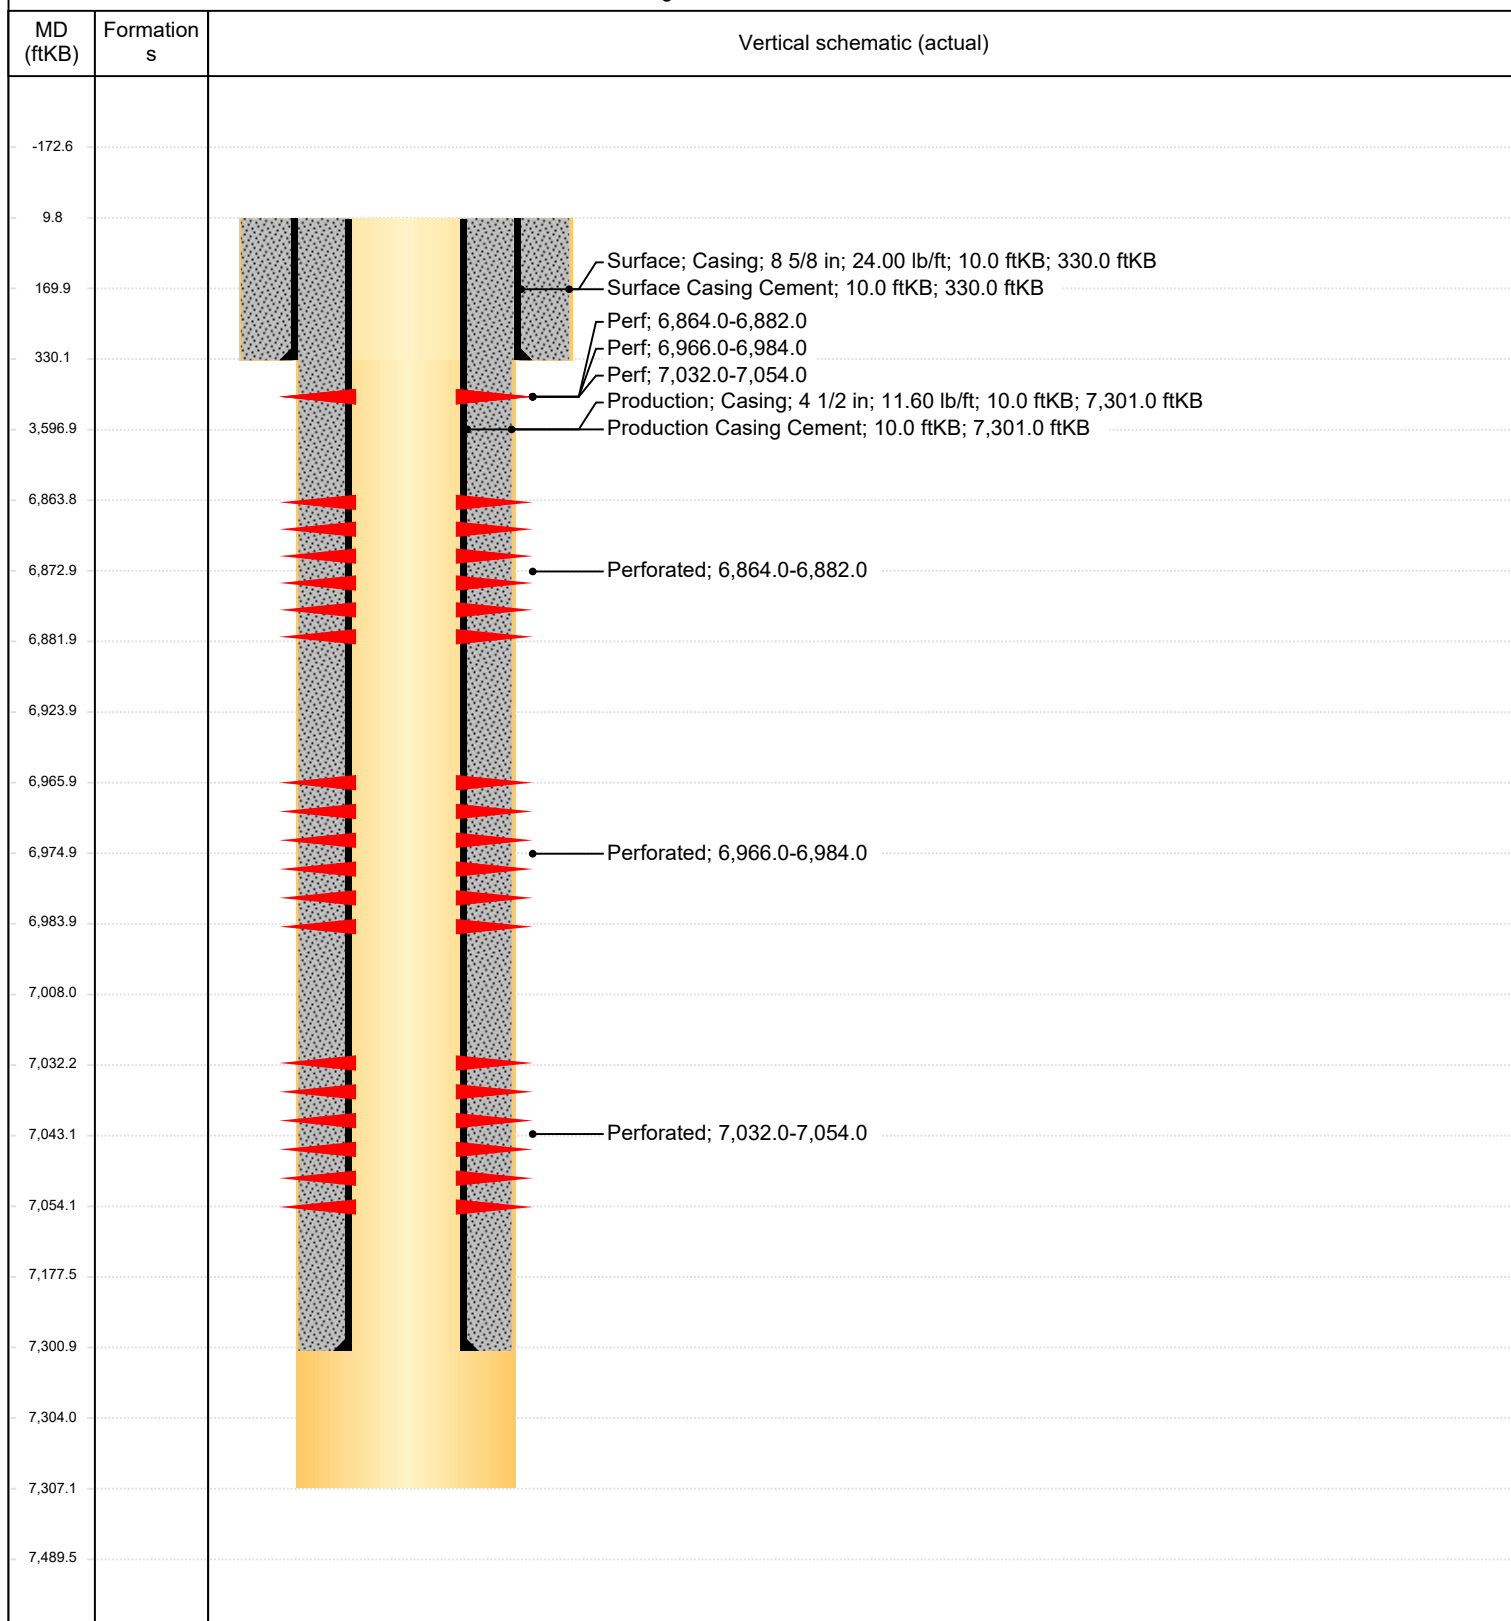 MD
(ftKB)
Formation
s
Vertical schematic (actual)
-172.6
9.8
Surface; Casing; 8 5/8 in; 24.00 lb/ft; 10.0 ftKB; 330.0 ftKB
169.9
Surface Casing Cement; 10.0 ftKB; 330.0 ftKB
Perf; 6,864.0-6,882.0
Perf; 6,966.0-6,984.0
330.1
Perf; 7,032.0-7,054.0
Production; Casing; 4 1/2 in; 11.60 lb/ft; 10.0 ftKB; 7,301.0 ftKB
3,596.9
Production Casing Cement; 10.0 ftKB; 7,301.0 ftKB
6,863.8
6,872.9
Perforated; 6,864.0-6,882.0
6,881.9
6,923.9
6,965.9
6,974.9
Perforated; 6,966.0-6,984.0
6,983.9
7,008.0
7,032.2
7,043.1
Perforated; 7,032.0-7,054.0
7,054.1
7,177.5
7,300.9
7,304.0
7,307.1
7,489.5